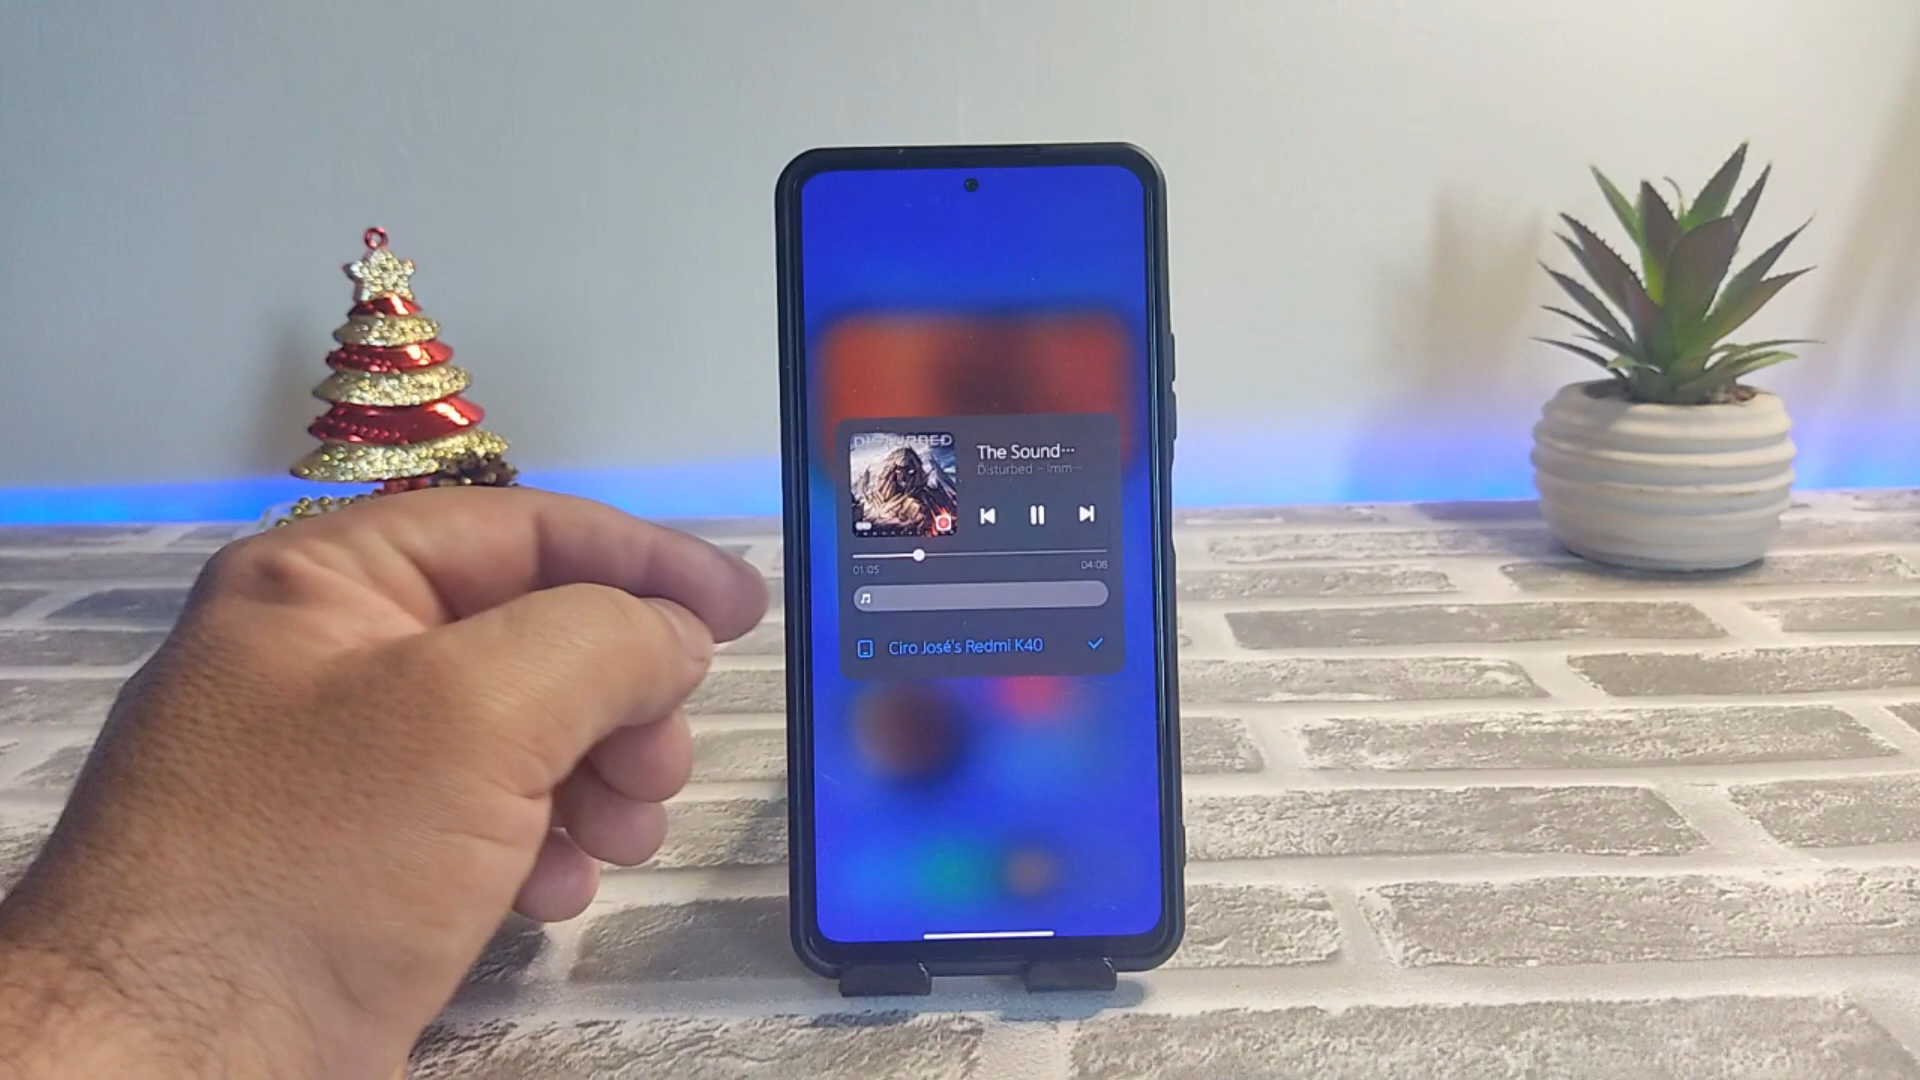 DISTURBED
The Sound…
Disturbed – Imm…
01:05
04:08
Ciro José's Redmi K40